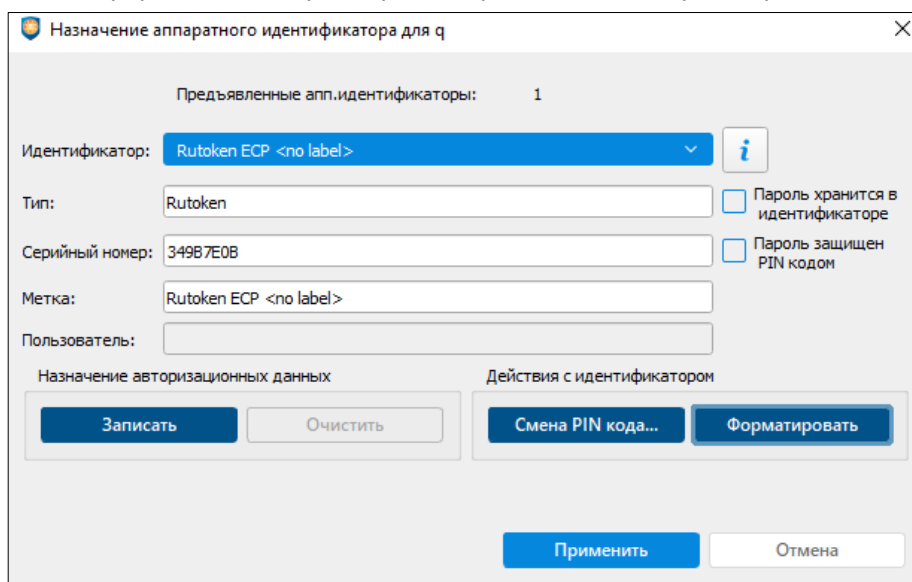 Назначение аппаратного идентификатора для q
Предъявленные апп.идентификаторы: 1
Идентификатор: Rutoken ECP <no label>
Тип: Rutoken
Пароль хранится в
идентификаторе
Серийный номер: 349B7E0B
Пароль защищен
PIN кодом
Метка: Rutoken ECP <no label>
Пользователь:
Назначение авторизационных данных Действия с идентификатором
Записать Очистить Смена PIN кода... Форматировать
Применить Отмена